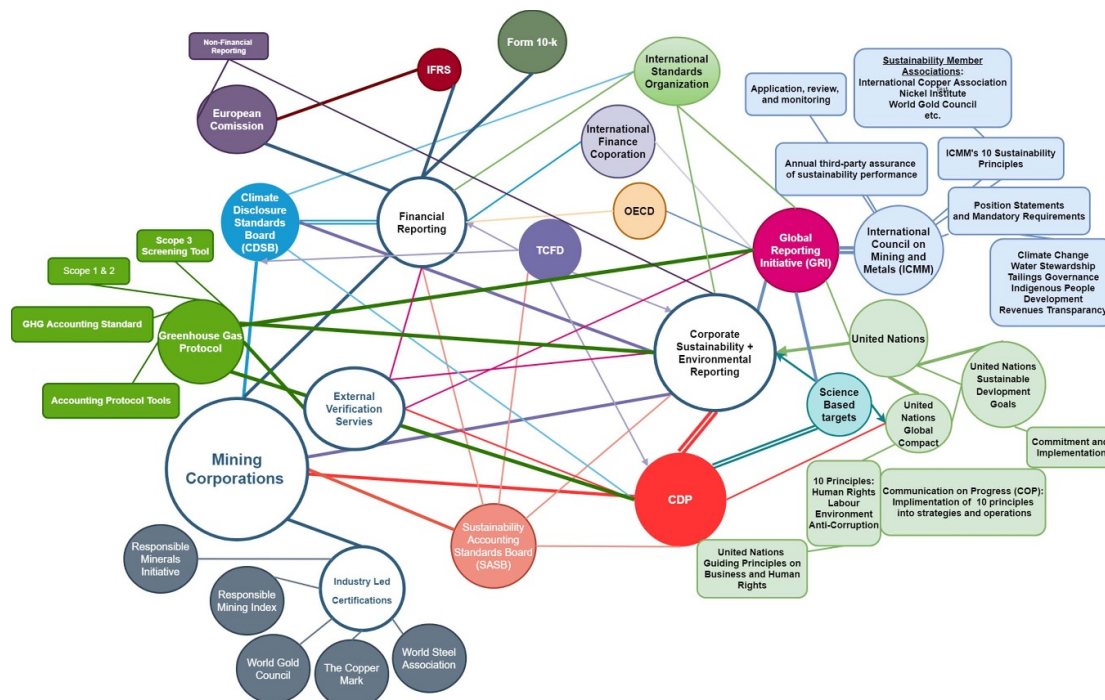 Non-Financial
Reporting
European
Comission
IFRS
Form 10-k
International
Standards
Organization
International
Finance
Coporation
OECD
Application, review,
and monitoring
Sustainability Member
Associations:
International Copper Association
Nickel Institute
World Gold Council
etc.
Annual third-party assurance
of sustainability performance
ICMM's 10 Sustainability
Principles
Position Statements
and Mandatory Requirements
International
Council on
Mining and
Metals (ICMM)
Climate Change
Water Stewardship
Tailings Governance
Indigenous People
Development
Revenues Transparency
Global
Reporting
Initiative (GRI)
Climate
Disclosure
Standards
Board
(CDSB)
Financial
Reporting
TCFD
Scope 3
Screening Tool
Scope 1 & 2
GHG Accounting Standard
Greenhouse Gas
Protocol
Accounting Protocol Tools
Corporate
Sustainability +
Environmental
Reporting
United Nations
United Nations
Sustainable
Devlopment
Goals
Science
Based
targets
United
Nations
Global
Compact
Commitment and
Implementation
External
Verification
Servies
Mining
Corporations
CDP
10 Principles:
Human Rights
Labour
Environment
Anti-Corruption
Communication on Progress (COP):
Implimentation of 10 principles
into strategies and operations
United Nations
Guiding Principles on
Business and Human
Rights
Sustainability
Accounting
Standards Board
(SASB)
Responsible
Minerals
Initiative
Responsible
Mining Index
Industry Led
Certifications
World Gold
Council
The Copper
Mark
World Steel
Association